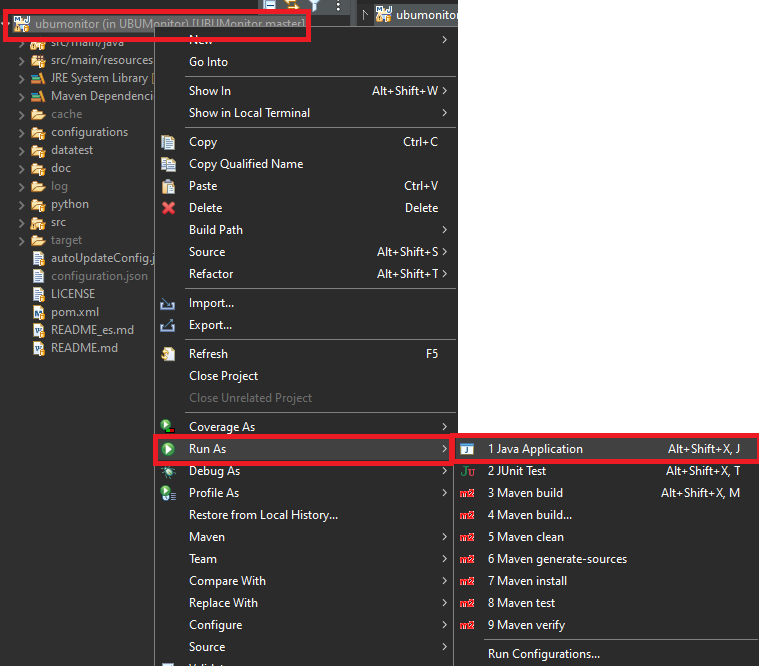 ubumonitor (in UBUMonitor) [UBUMonitor master]
ubumonitor
src/main/java
src/main/resources
JRE System Library [
Maven Dependenci
cache
configurations
datatest
doc
log
python
src
target
autoUpdateConfig.j
configuration.json
LICENSE
pom.xml
README_es.md
README.md
New
Go Into
Show In Alt+Shift+W
Show in Local Terminal
Copy Ctrl+C
Copy Qualified Name
Paste Ctrl+V
Delete Delete
Build Path
Source Alt+Shift+S
Refactor Alt+Shift+T
Import...
Export...
Refresh F5
Close Project
Close Unrelated Project
Coverage As
Run As
Debug As
Profile As
Restore from Local History...
Maven
Team
Compare With
Replace With
Configure
Source
1 Java Application Alt+Shift+X, J
2 JUnit Test Alt+Shift+X, T
3 Maven build Alt+Shift+X, M
4 Maven build...
5 Maven clean
6 Maven generate-sources
7 Maven install
8 Maven test
9 Maven verify
Run Configurations...